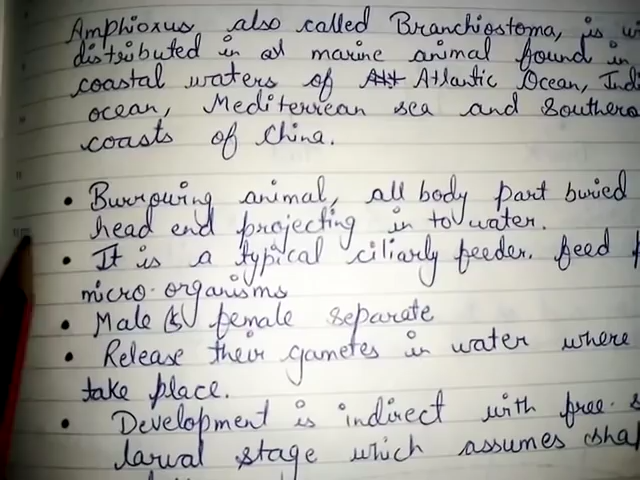 Amphioxus also called Branchiostoma, is
distributed in marine animal found in
coastal waters of Atlantic Ocean,
ocean, Mediterrean sea and Southern
coasts of China.
• Burrowing animal, all body part buried
head end projecting in to water.
• It is a typical ciliarly feeder. feed
micro-organisms
• Male & female separate
• Release their gametes in water where
take place.
• Development is indirect with free-
larval stage which assumes